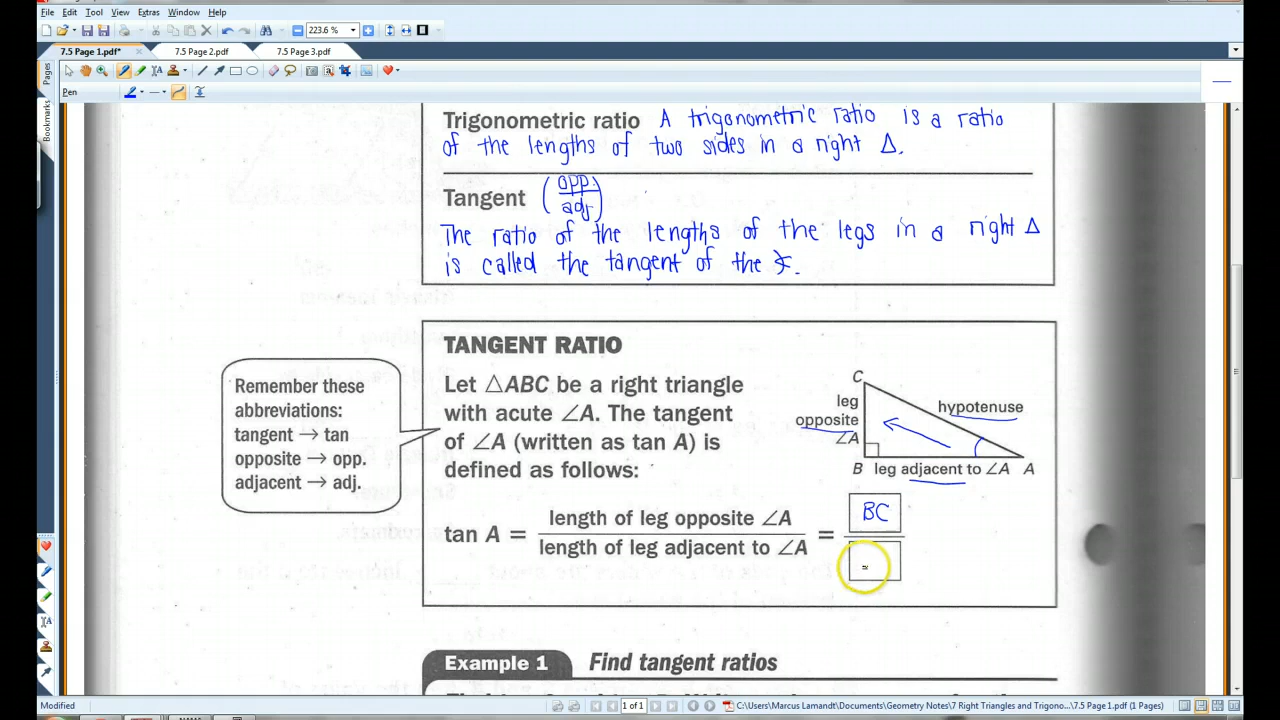 File Edit Tool View Extras Window Help
223.6 %
7.5 Page 1.pdf* 7.5 Page 2.pdf 7.5 Page 3.pdf
Pen
Pages
Bookmarks
Trigonometric ratio A trigonometric ratio is a ratio
of the lengths of two sides in a right Δ.
Tangent (opp./adj)
The ratio of the lengths of the legs in a right Δ
is called the tangent of the ∡.
TANGENT RATIO
Let △ABC be a right triangle
with acute ∠A. The tangent
of ∠A (written as tan A) is
defined as follows:
Remember these
abbreviations:
tangent → tan
opposite → opp.
adjacent → adj.
C
leg
opposite
∠A
hypotenuse
B leg adjacent to ∠A A
tan A = length of leg opposite ∠A / length of leg adjacent to ∠A = BC
Example 1 Find tangent ratios
Modified
1 of 1
C:\Users\Marcus Lamandt\Geometry Notes\7 Right Triangles and Trigono...\7.5 Page 1.pdf (1 Pages)